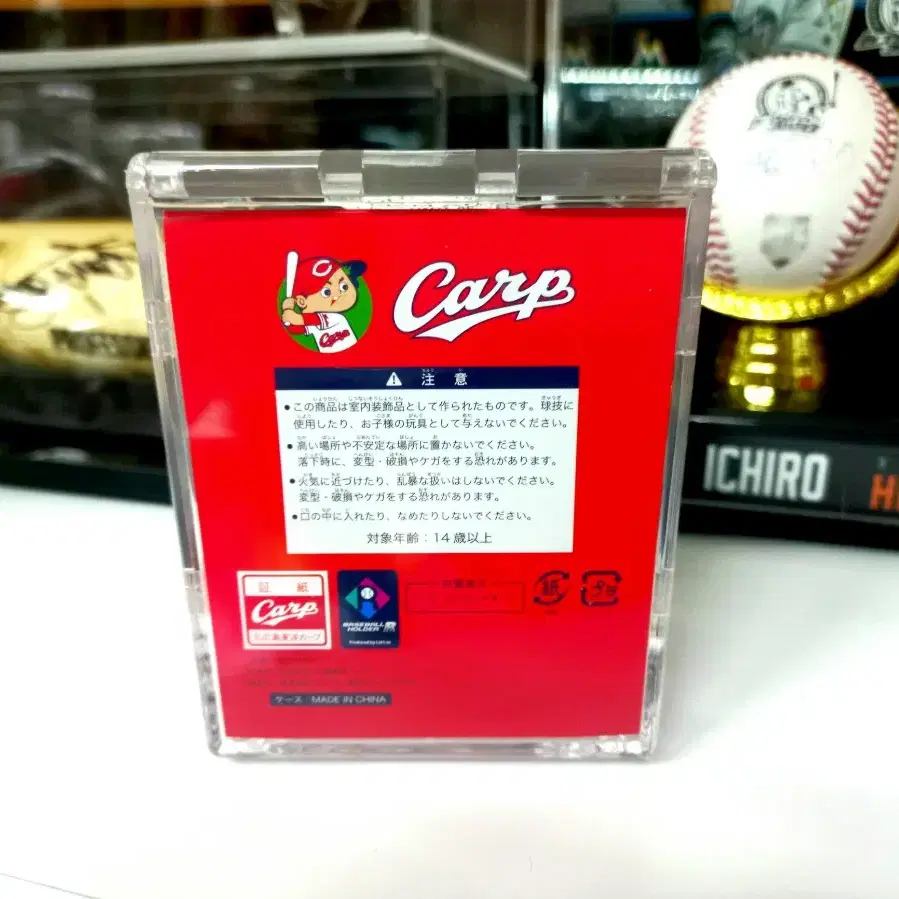 Carp
Carp
注 意
●この商品は室内装飾品として作られたものです。球技に
使用したり、お子様の玩具として与えないでください。
●高い場所や不安定な場所に置かないでください。
落下時に、変型・破損やケガをする恐れがあります。
●火気に近づけたり、乱暴な扱いはしないでください。
変型・破損やケガをする恐れがあります。
●口の中に入れたり、なめたりしないでください。
対象年齢：14歳以上
証 紙
Carp
BASEBALL
HOLDER
紙
プラ
ケース MADE IN CHINA
ICHIRO